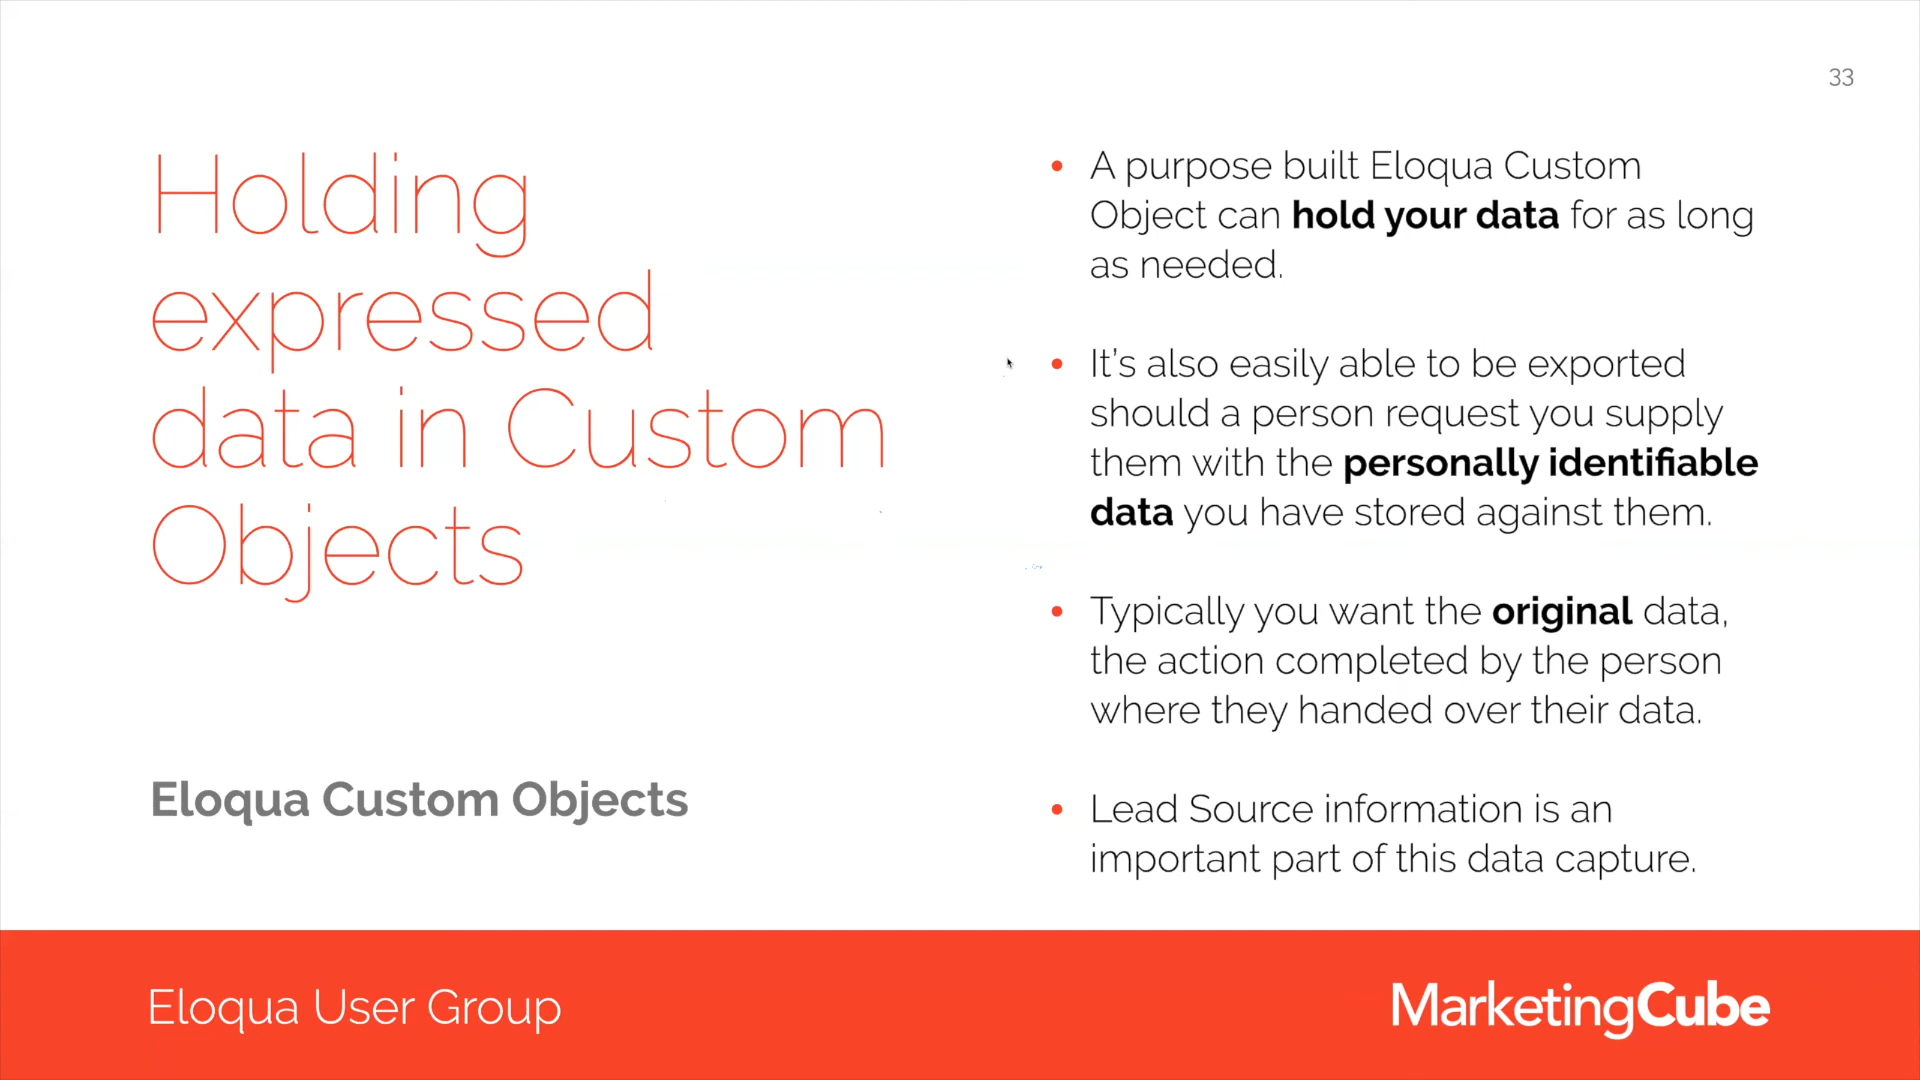 33
Holding
expressed
data in Custom
Objects
Eloqua Custom Objects
• A purpose built Eloqua Custom
Object can hold your data for as long
as needed.
• It’s also easily able to be exported
should a person request you supply
them with the personally identifiable
data you have stored against them.
• Typically you want the original data,
the action completed by the person
where they handed over their data.
• Lead Source information is an
important part of this data capture.
Eloqua User Group
MarketingCube